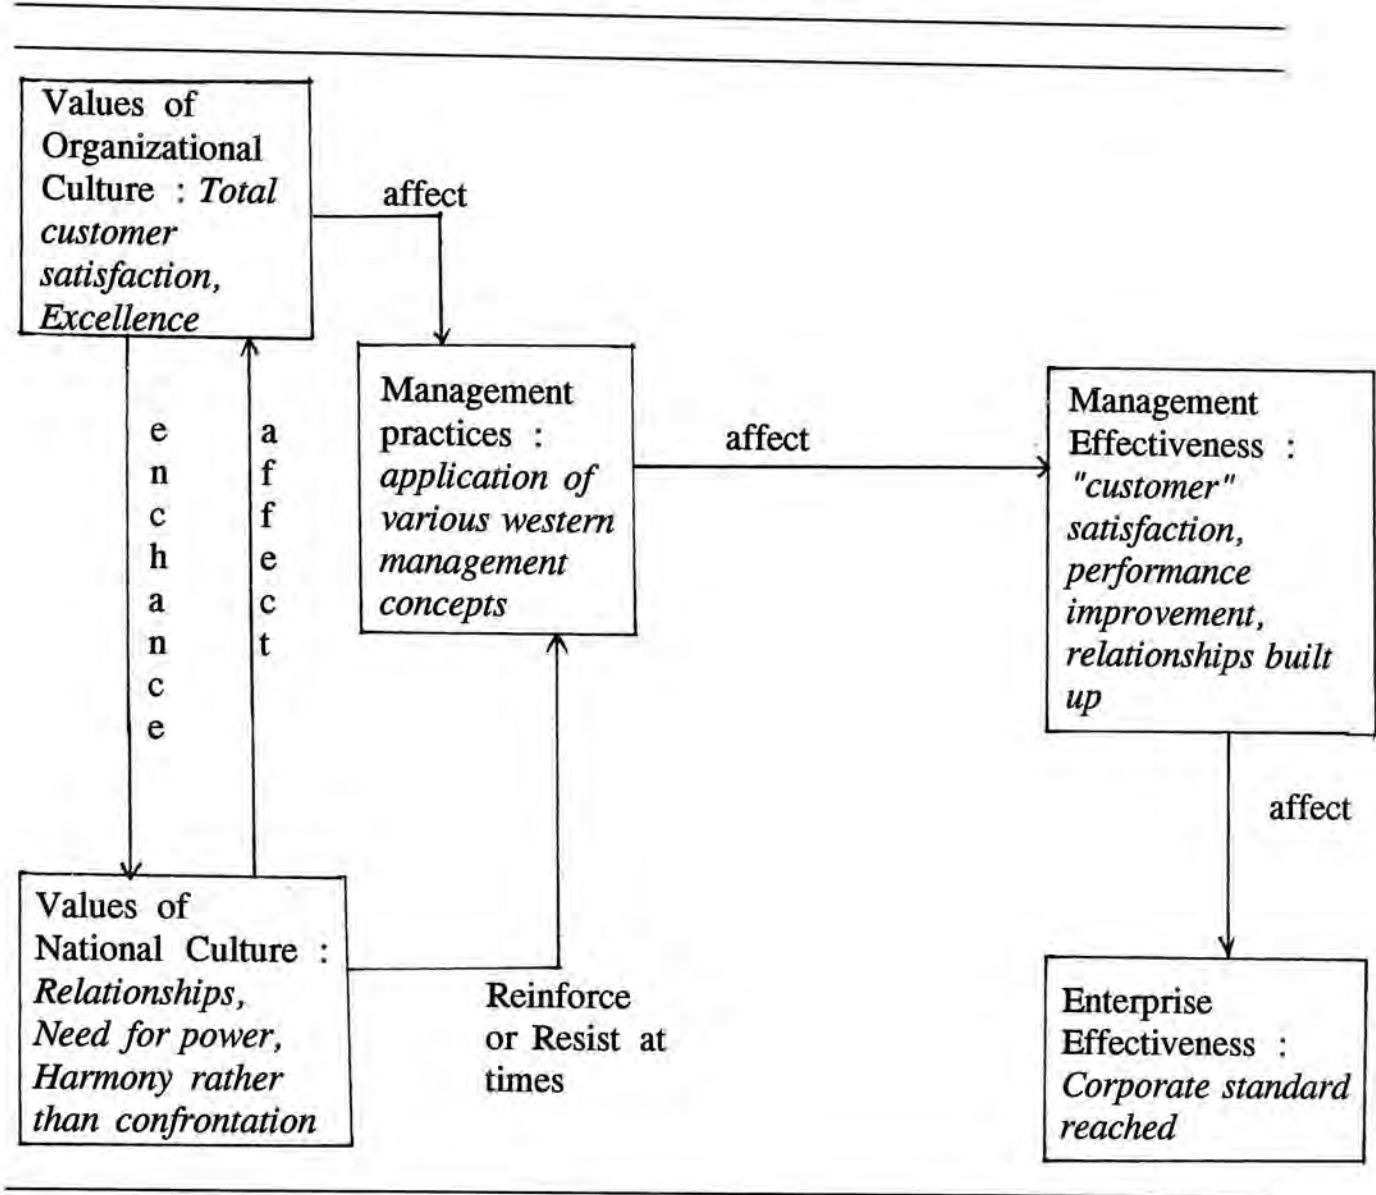 Values of
Organizational
Culture : Total
customer
satisfaction,
Excellence
affect
Management
practices :
application of
various western
management
concepts
affect
Management
Effectiveness :
"customer"
satisfaction,
performance
improvement,
relationships built
up
enchance
affect
affect
Values of
National Culture :
Relationships,
Need for power,
Harmony rather
than confrontation
Reinforce
or Resist at
times
Enterprise
Effectiveness :
Corporate standard
reached